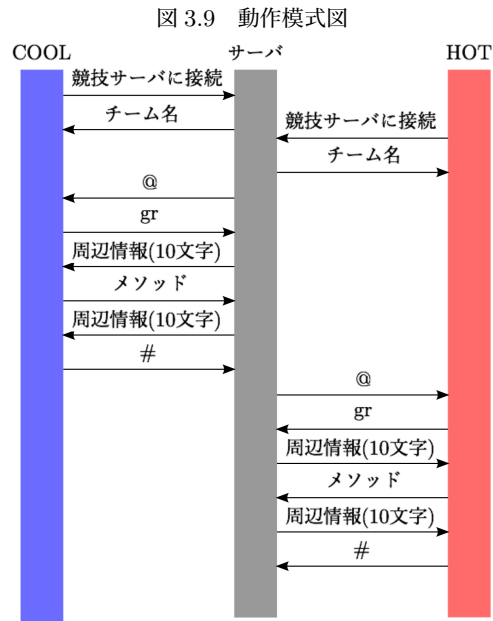 図 3.9 動作模式図
COOL サーバ HOT
競技サーバに接続
チーム名
競技サーバに接続
チーム名
@
gr
周辺情報(10文字)
メソッド
周辺情報(10文字)
#
@
gr
周辺情報(10文字)
メソッド
周辺情報(10文字)
#